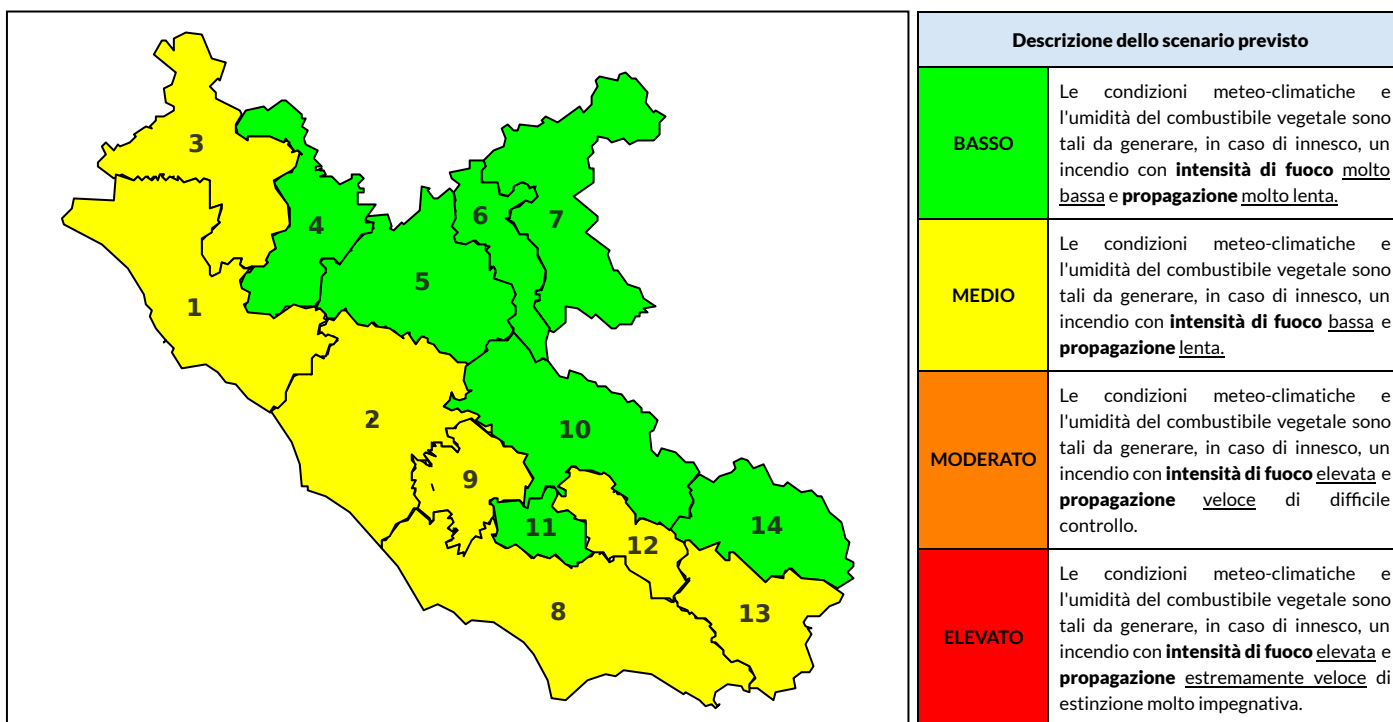 3
4
6
7
1
5
2
10
9
11
12
14
8
13
Descrizione dello scenario previsto
BASSO
Le condizioni meteo-climatiche e
l'umidità del combustibile vegetale sono
tali da generare, in caso di innesco, un
incendio con intensità di fuoco molto
bassa e propagazione molto lenta.
MEDIO
Le condizioni meteo-climatiche e
l'umidità del combustibile vegetale sono
tali da generare, in caso di innesco, un
incendio con intensità di fuoco bassa e
propagazione lenta.
MODERATO
Le condizioni meteo-climatiche e
l'umidità del combustibile vegetale sono
tali da generare, in caso di innesco, un
incendio con intensità di fuoco elevata e
propagazione veloce di difficile
controllo.
ELEVATO
Le condizioni meteo-climatiche e
l'umidità del combustibile vegetale sono
tali da generare, in caso di innesco, un
incendio con intensità di fuoco elevata e
propagazione estremamente veloce di
estinzione molto impegnativa.